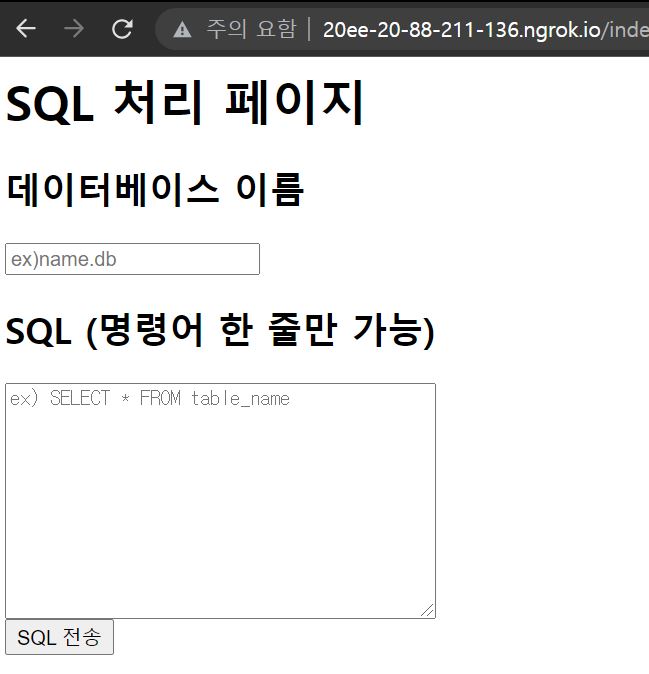 주의 요함 | 20ee-20-88-211-136.ngrok.io/inde
SQL 처리 페이지
데이터베이스 이름
ex)name.db
SQL (명령어 한 줄만 가능)
ex) SELECT * FROM table_name
SQL 전송